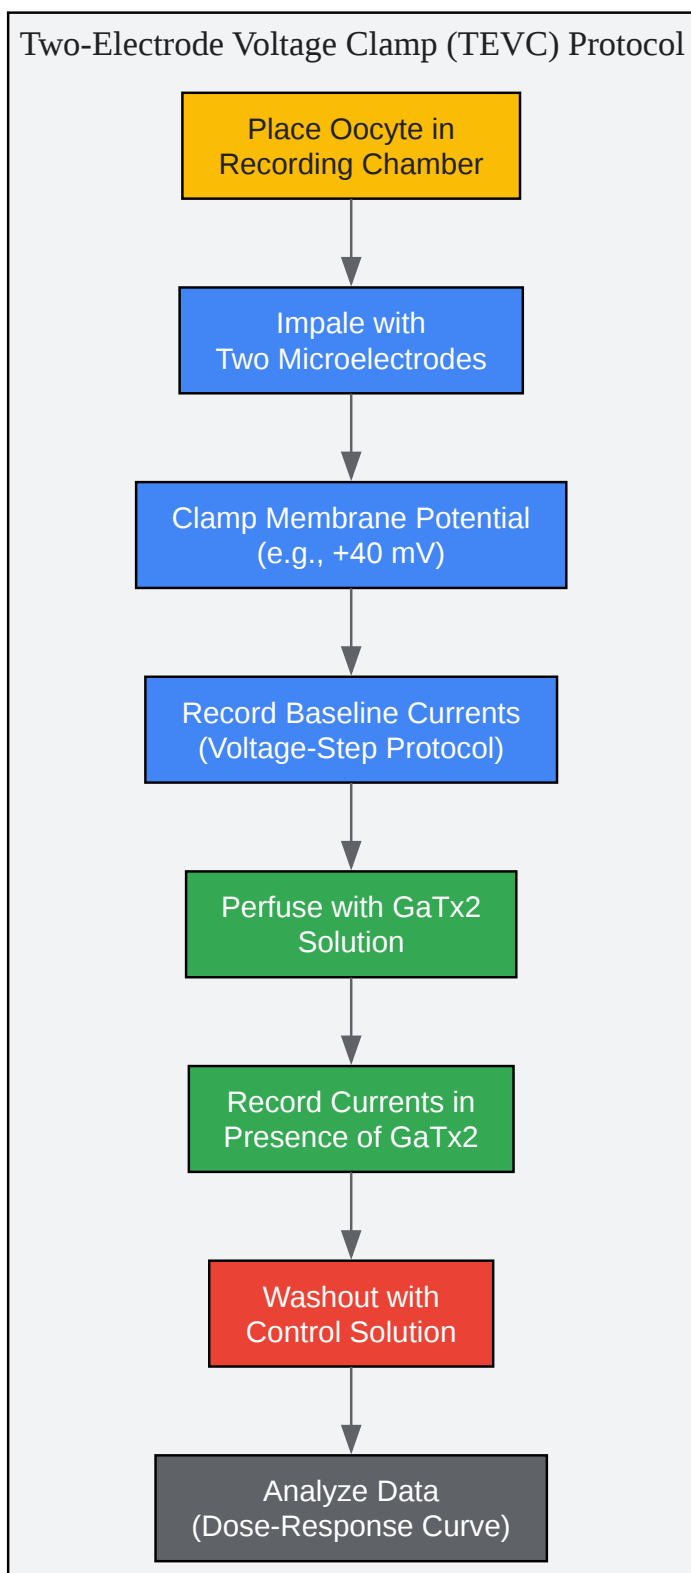 Two-Electrode Voltage Clamp (TEVC) Protocol
Place Oocyte in
Recording Chamber
Impale with
Two Microelectrodes
Clamp Membrane Potential
(e.g., +40 mV)
Record Baseline Currents
(Voltage-Step Protocol)
Perfuse with GaTx2
Solution
Record Currents in
Presence of GaTx2
Washout with
Control Solution
Analyze Data
(Dose-Response Curve)